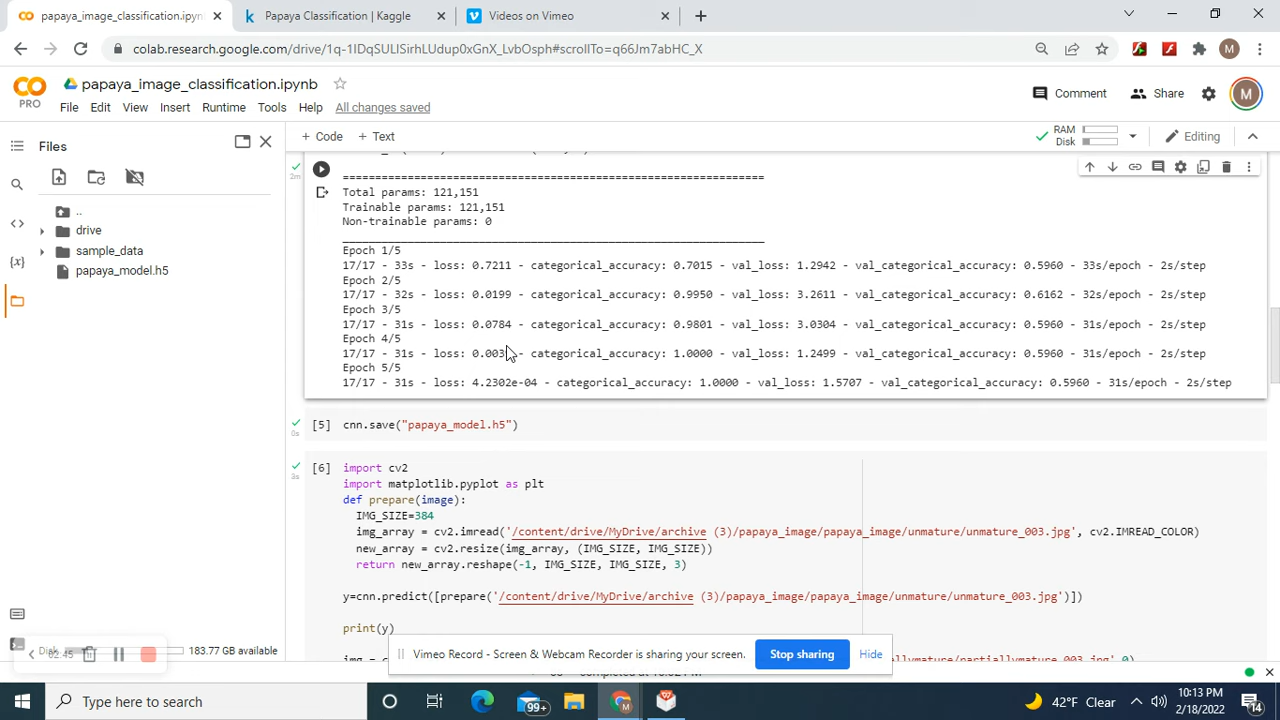 papaya_image_classification.ipyn
Papaya Classification | Kaggle
Videos on Vimeo
colab.research.google.com/drive/1q-1IDqSULISirhLUdup0xGnX_LvbOsph#scrollTo=q66Jm7abHC_X
M
PRO
papaya_image_classification.ipynb
File Edit View Insert Runtime Tools Help All changes saved
Comment Share M
Files
+ Code + Text
RAM
Disk
Editing
..
drive
sample_data
papaya_model.h5
2m
=================================================================
Total params: 121,151
Trainable params: 121,151
Non-trainable params: 0
_________________________________________________________________
Epoch 1/5
17/17 - 33s - loss: 0.7211 - categorical_accuracy: 0.7015 - val_loss: 1.2942 - val_categorical_accuracy: 0.5960 - 33s/epoch - 2s/step
Epoch 2/5
17/17 - 32s - loss: 0.0199 - categorical_accuracy: 0.9950 - val_loss: 3.2611 - val_categorical_accuracy: 0.6162 - 32s/epoch - 2s/step
Epoch 3/5
17/17 - 31s - loss: 0.0784 - categorical_accuracy: 0.9801 - val_loss: 3.0304 - val_categorical_accuracy: 0.5960 - 31s/epoch - 2s/step
Epoch 4/5
17/17 - 31s - loss: 0.003 - categorical_accuracy: 1.0000 - val_loss: 1.2499 - val_categorical_accuracy: 0.5960 - 31s/epoch - 2s/step
Epoch 5/5
17/17 - 31s - loss: 4.2302e-04 - categorical_accuracy: 1.0000 - val_loss: 1.5707 - val_categorical_accuracy: 0.5960 - 31s/epoch - 2s/step
0s
[5] cnn.save("papaya_model.h5")
3s
[6] import cv2
import matplotlib.pyplot as plt
def prepare(image):
IMG_SIZE=384
img_array = cv2.imread('/content/drive/MyDrive/archive (3)/papaya_image/papaya_image/unmature/unmature_003.jpg', cv2.IMREAD_COLOR)
new_array = cv2.resize(img_array, (IMG_SIZE, IMG_SIZE))
return new_array.reshape(-1, IMG_SIZE, IMG_SIZE, 3)
y=cnn.predict([prepare('/content/drive/MyDrive/archive (3)/papaya_image/papaya_image/unmature/unmature_003.jpg')])
print(y)
Disk 183.77 GB available
02:45
Vimeo Record - Screen & Webcam Recorder is sharing your screen. Stop sharing Hide
Type here to search
99+
42°F Clear
10:13 PM
2/18/2022
14